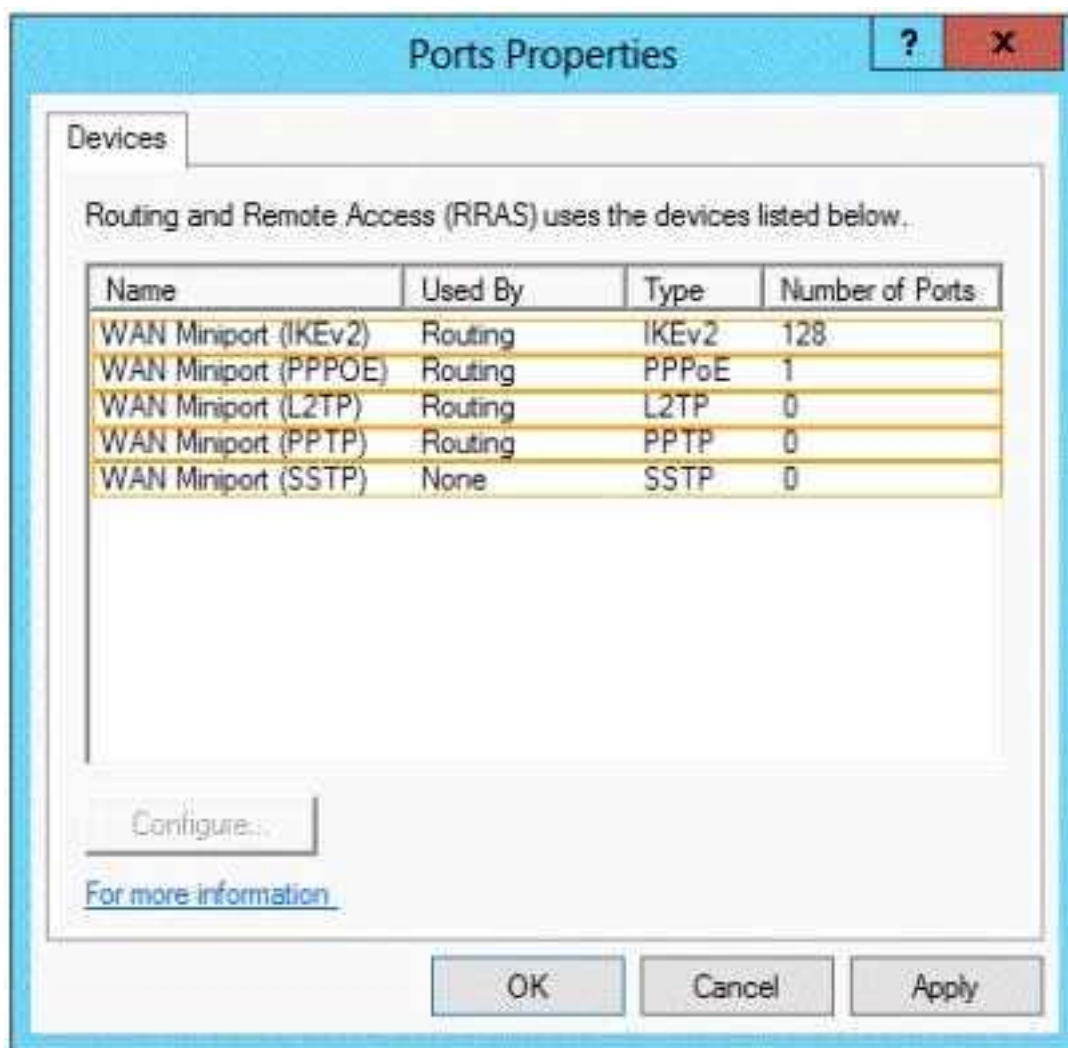 Ports Properties
?
x
Devices
Routing and Remote Access (RRAS) uses the devices listed below.
Name Used By Type Number of Ports
WAN Miniport (IKEv2) Routing IKEv2 128
WAN Miniport (PPPOE) Routing PPPoE 1
WAN Miniport (L2TP) Routing L2TP 0
WAN Miniport (PPTP) Routing PPTP 0
WAN Miniport (SSTP) None SSTP 0
Configure...
For more information
OK Cancel Apply